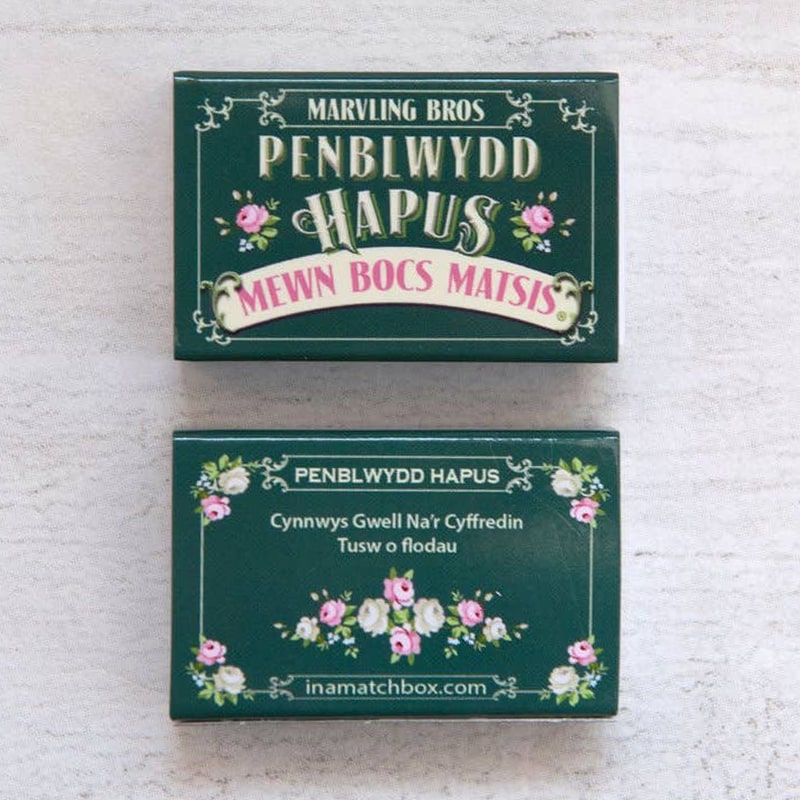 MARVLING BROS
PENBLWYDD
HAPUS
MEWN BOCS MATSIS®
PENBLWYDD HAPUS
Cynnwys Gwell Na'r Cyffredin
Tusw o flodau
inamatchbox.com